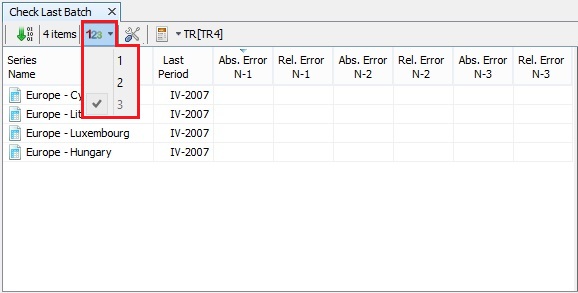 Check Last Batch
4 items 123 TR[TR4]
Series Name Last Period Abs. Error N-1 Rel. Error N-1 Abs. Error N-2 Rel. Error N-2 Abs. Error N-3 Rel. Error N-3
1
2
3
Europe - Cy IV-2007
Europe - Lit IV-2007
Europe - Luxembourg IV-2007
Europe - Hungary IV-2007